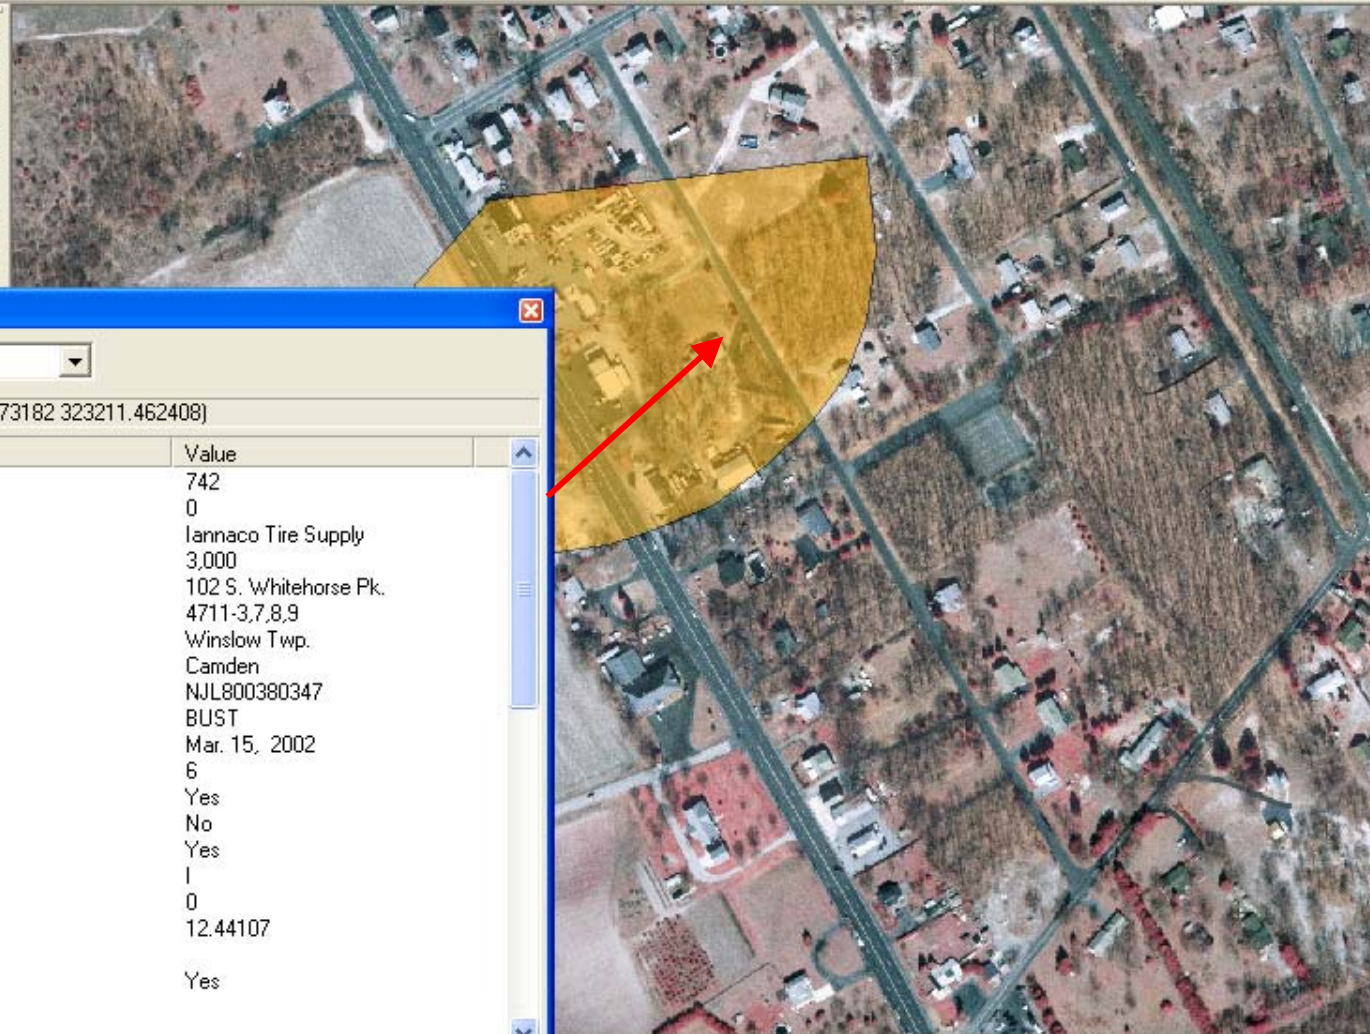 73182 323211.462408)
Value
742
0
Iannaco Tire Supply
3,000
102 S. Whitehorse Pk.
4711-3,7,8,9
Winslow Twp.
Camden
NJL800380347
BUST
Mar. 15, 2002
6
Yes
No
Yes
I
0
12.44107
Yes